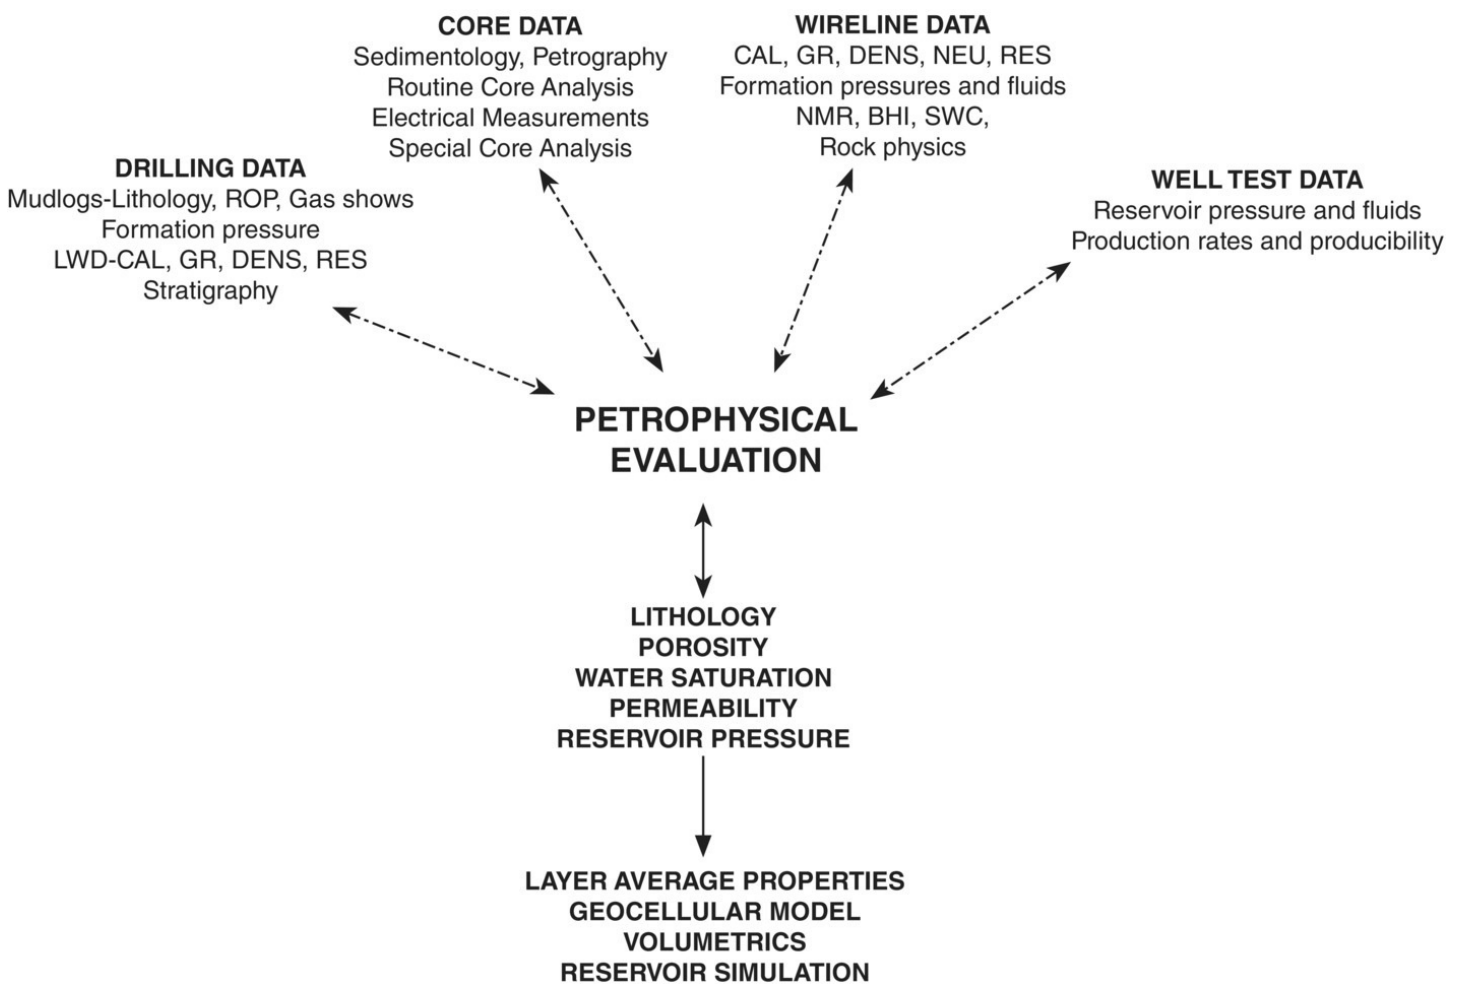 CORE DATA
Sedimentology, Petrography
Routine Core Analysis
Electrical Measurements
Special Core Analysis
WIRELINE DATA
CAL, GR, DENS, NEU, RES
Formation pressures and fluids
NMR, BHI, SWC,
Rock physics
DRILLING DATA
Mudlogs-Lithology, ROP, Gas shows
Formation pressure
LWD-CAL, GR, DENS, RES
Stratigraphy
WELL TEST DATA
Reservoir pressure and fluids
Production rates and producibility
PETROPHYSICAL
EVALUATION
LITHOLOGY
POROSITY
WATER SATURATION
PERMEABILITY
RESERVOIR PRESSURE
LAYER AVERAGE PROPERTIES
GEOCELLULAR MODEL
VOLUMETRICS
RESERVOIR SIMULATION